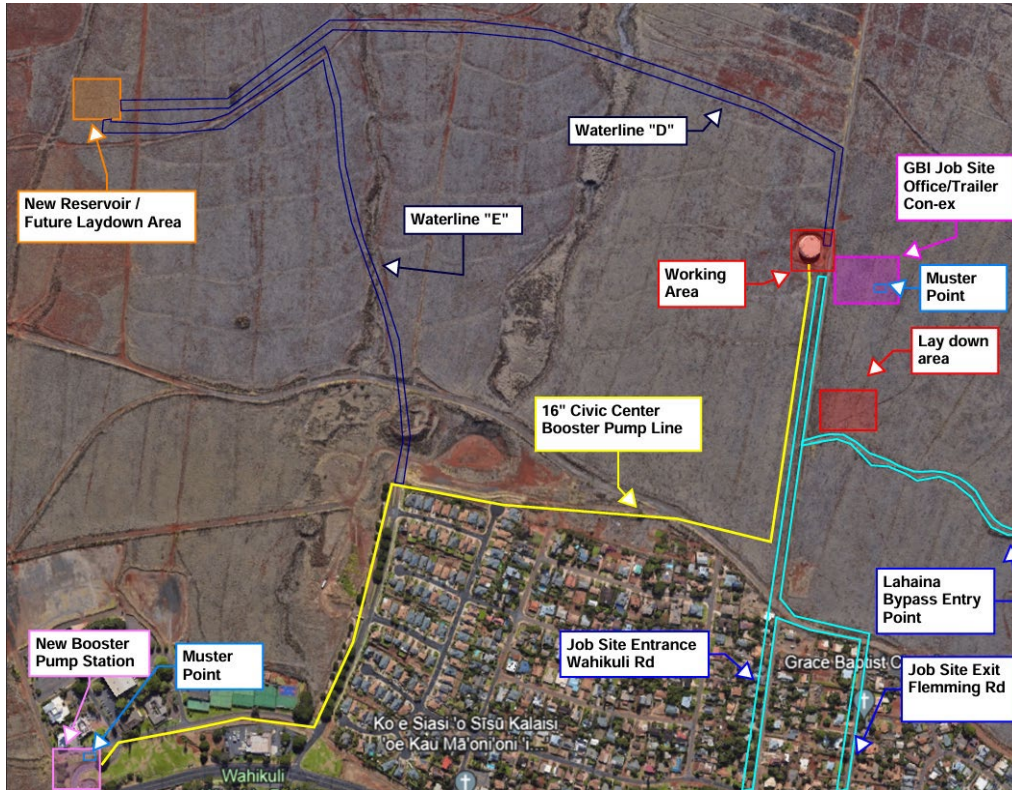 Waterline "D"
GBI Job Site
Office/Trailer
Con-ex
New Reservoir /
Future Laydown Area
Waterline "E"
Working
Area
Muster
Point
Lay down
area
16" Civic Center
Booster Pump Line
Lahaina
Bypass Entry
Point
New Booster
Pump Station
Muster
Point
Job Site Entrance
Wahikuli Rd
Grace Baptist C
Job Site Exit
Flemming Rd
Ko e Siasi 'o Sīsū Kalaisi
'oe Kau Mā'oni'oni 'i...
Wahikuli